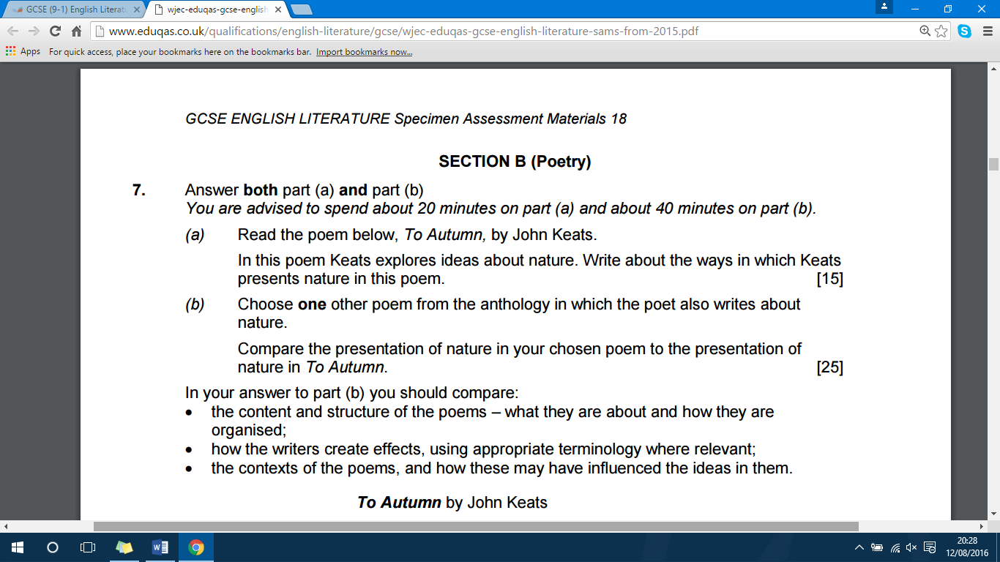 GCSE (9-1) English Literat
wjec-eduqas-gcse-english
www.eduqas.co.uk/qualifications/english-literature/gcse/wjec-eduqas-gcse-english-literature-sams-from-2015.pdf
Apps For quick access, place your bookmarks here on the bookmarks bar. Import bookmarks now...
GCSE ENGLISH LITERATURE Specimen Assessment Materials 18
SECTION B (Poetry)
7. Answer both part (a) and part (b)
You are advised to spend about 20 minutes on part (a) and about 40 minutes on part (b).
(a) Read the poem below, To Autumn, by John Keats.
In this poem Keats explores ideas about nature. Write about the ways in which Keats
presents nature in this poem. [15]
(b) Choose one other poem from the anthology in which the poet also writes about
nature.
Compare the presentation of nature in your chosen poem to the presentation of
nature in To Autumn. [25]
In your answer to part (b) you should compare:
• the content and structure of the poems – what they are about and how they are
organised;
• how the writers create effects, using appropriate terminology where relevant;
• the contexts of the poems, and how these may have influenced the ideas in them.
To Autumn by John Keats
20:28
12/08/2016